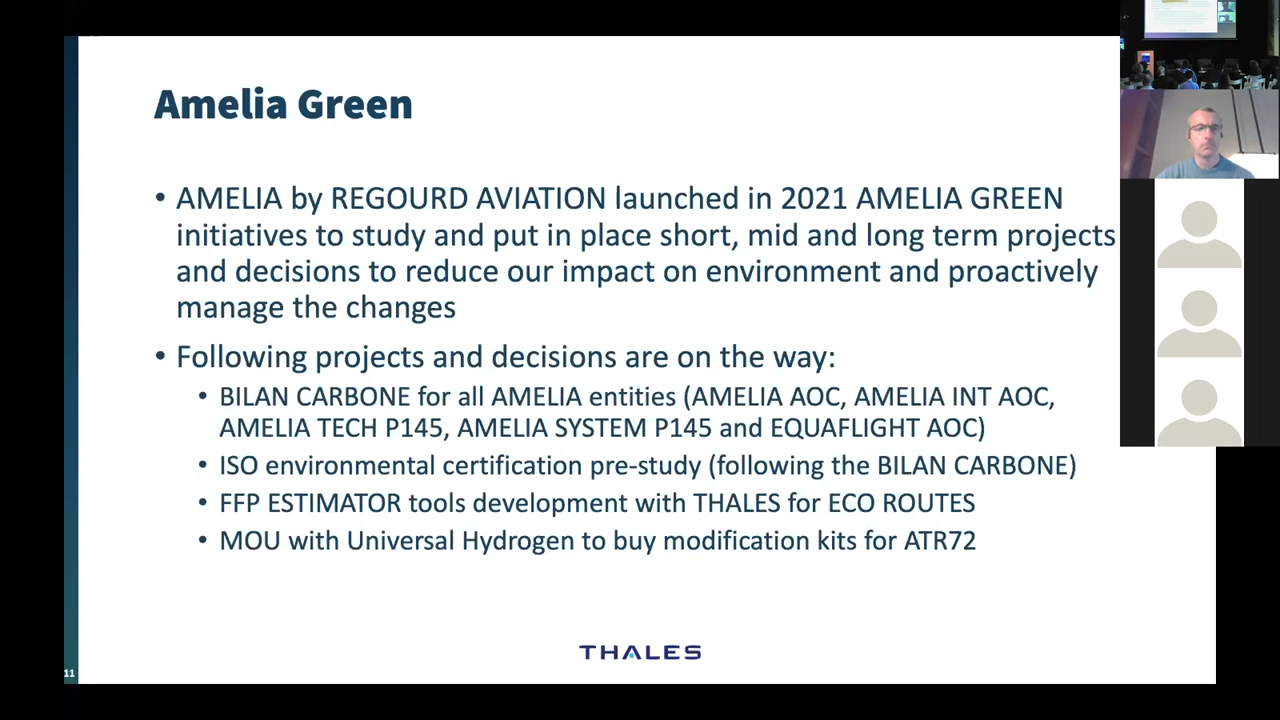 Amelia Green
• AMELIA by REGOURD AVIATION launched in 2021 AMELIA GREEN
initiatives to study and put in place short, mid and long term projects
and decisions to reduce our impact on environment and proactively
manage the changes
• Following projects and decisions are on the way:
• BILAN CARBONE for all AMELIA entities (AMELIA AOC, AMELIA INT AOC,
AMELIA TECH P145, AMELIA SYSTEM P145 and EQUAFLIGHT AOC)
• ISO environmental certification pre-study (following the BILAN CARBONE)
• FFP ESTIMATOR tools development with THALES for ECO ROUTES
• MOU with Universal Hydrogen to buy modification kits for ATR72
THALES
11